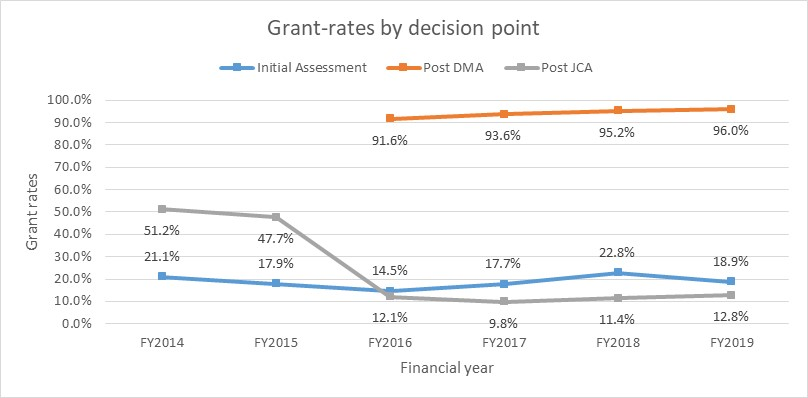 Grant-rates by decision point
Initial Assessment Post DMA Post JCA
100.0%
90.0%
80.0%
70.0%
60.0%
50.0%
40.0%
30.0%
20.0%
10.0%
0.0%
Grant rates
91.6% 93.6% 95.2% 96.0%
51.2% 47.7%
21.1% 17.9% 14.5% 17.7% 22.8% 18.9%
12.1% 9.8% 11.4% 12.8%
FY2014 FY2015 FY2016 FY2017 FY2018 FY2019
Financial year